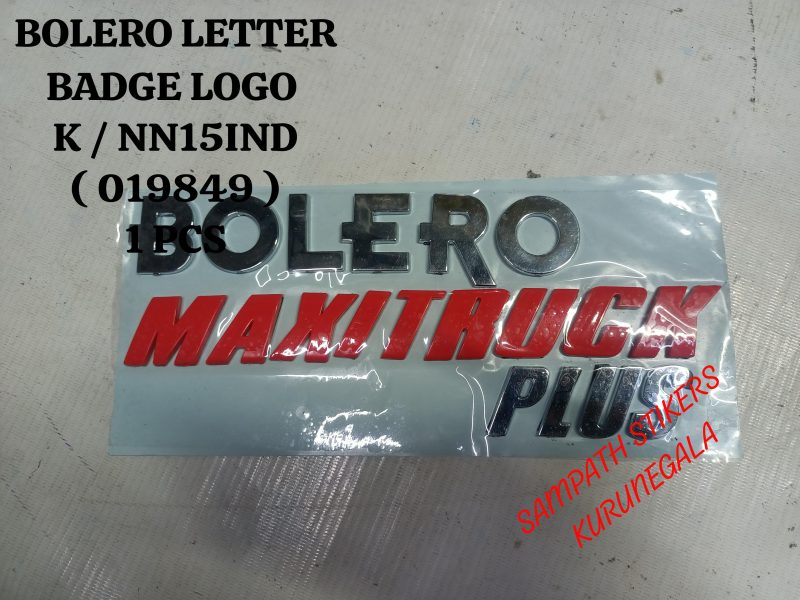 BOLERO LETTER
BADGE LOGO
K / NN15IND
( 019849 )
1 PCS
BOLERO
MAXITRUCK
PLUS
SAMPATH STIKERS
KURUNEGALA